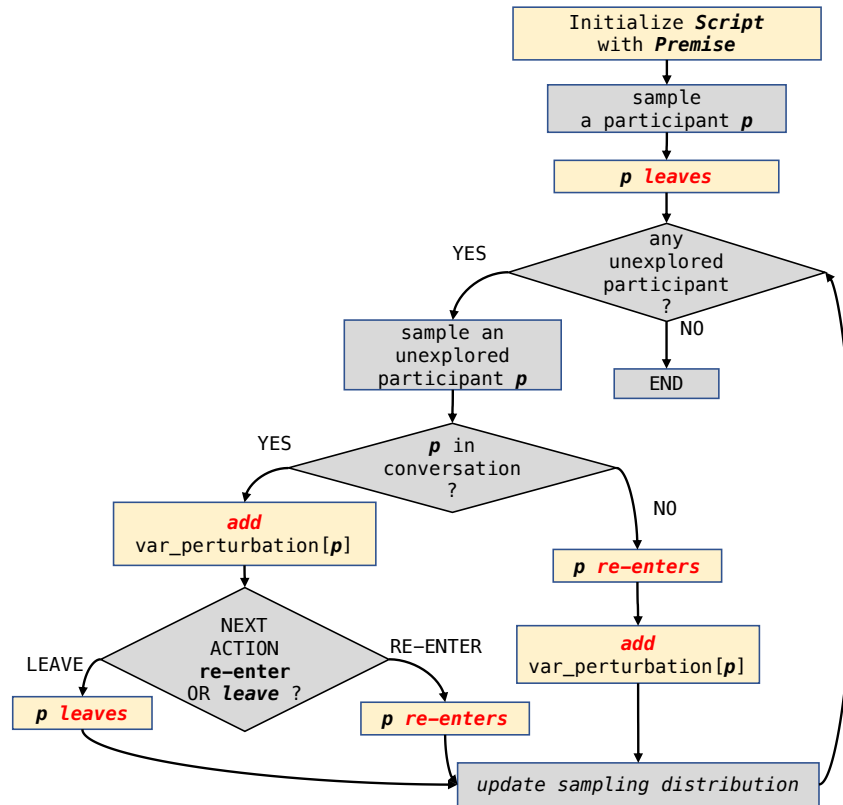 Initialize Script
with Premise
sample
a participant p
p leaves
any
unexplored
participant
?
YES
NO
END
sample an
unexplored
participant p
p in
conversation
?
YES
NO
add
var_perturbation[p]
p re-enters
NEXT
ACTION
re-enter
OR leave ?
LEAVE
RE-ENTER
add
var_perturbation[p]
p leaves
p re-enters
update sampling distribution